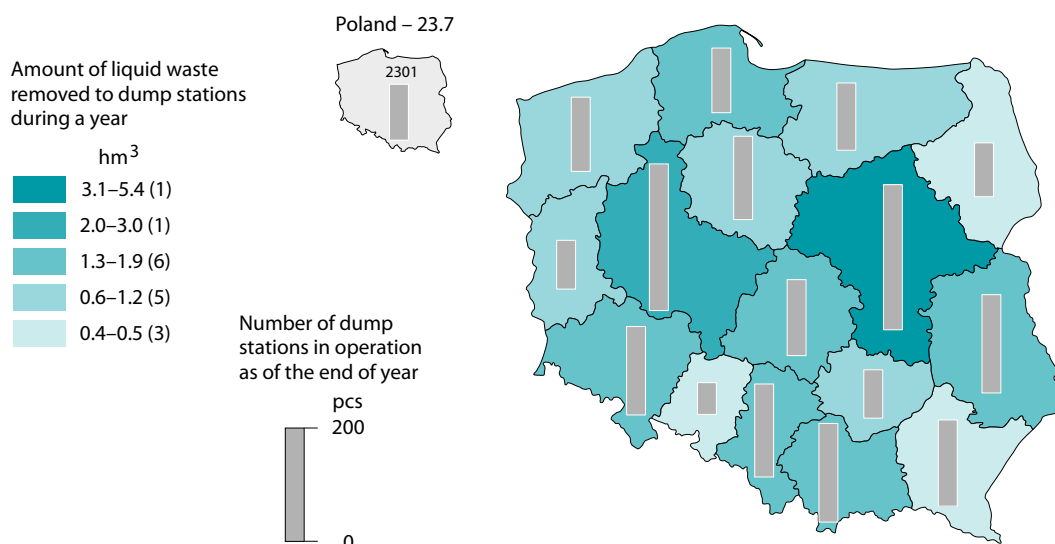 Poland – 23.7
2301
Amount of liquid waste
removed to dump stations
during a year
hm³
3.1–5.4 (1)
2.0–3.0 (1)
1.3–1.9 (6)
0.6–1.2 (5)
0.4–0.5 (3)
Number of dump
stations in operation
as of the end of year
pcs
200
0